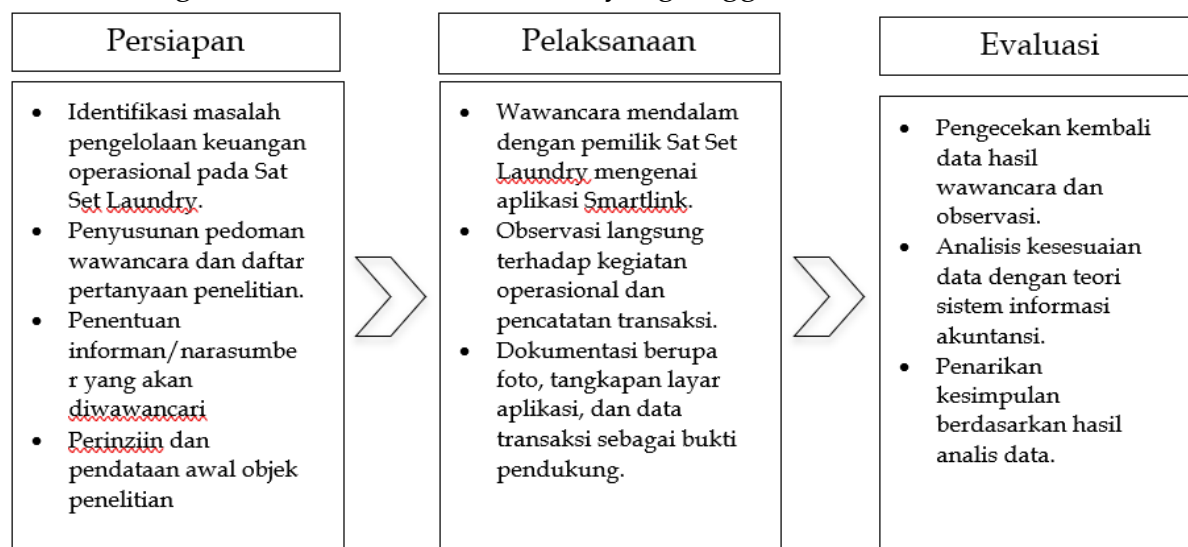 Persiapan
• Identifikasi masalah
pengelolaan keuangan
operasional pada Sat
Set Laundry.
• Penyusunan pedoman
wawancara dan daftar
pertanyaan penelitian.
• Penentuan
informan/narasumbe
r yang akan
diwawancari
• Perinziin dan
pendataan awal objek
penelitian
Pelaksanaan
• Wawancara mendalam
dengan pemilik Sat Set
Laundry mengenai
aplikasi Smartlink.
• Observasi langsung
terhadap kegiatan
operasional dan
pencatatan transaksi.
• Dokumentasi berupa
foto, tangkapan layar
aplikasi, dan data
transaksi sebagai bukti
pendukung.
Evaluasi
• Pengecekan kembali
data hasil
wawancara dan
observasi.
• Analisis kesesuaian
data dengan teori
sistem informasi
akuntansi.
• Penarikan
kesimpulan
berdasarkan hasil
analis data.